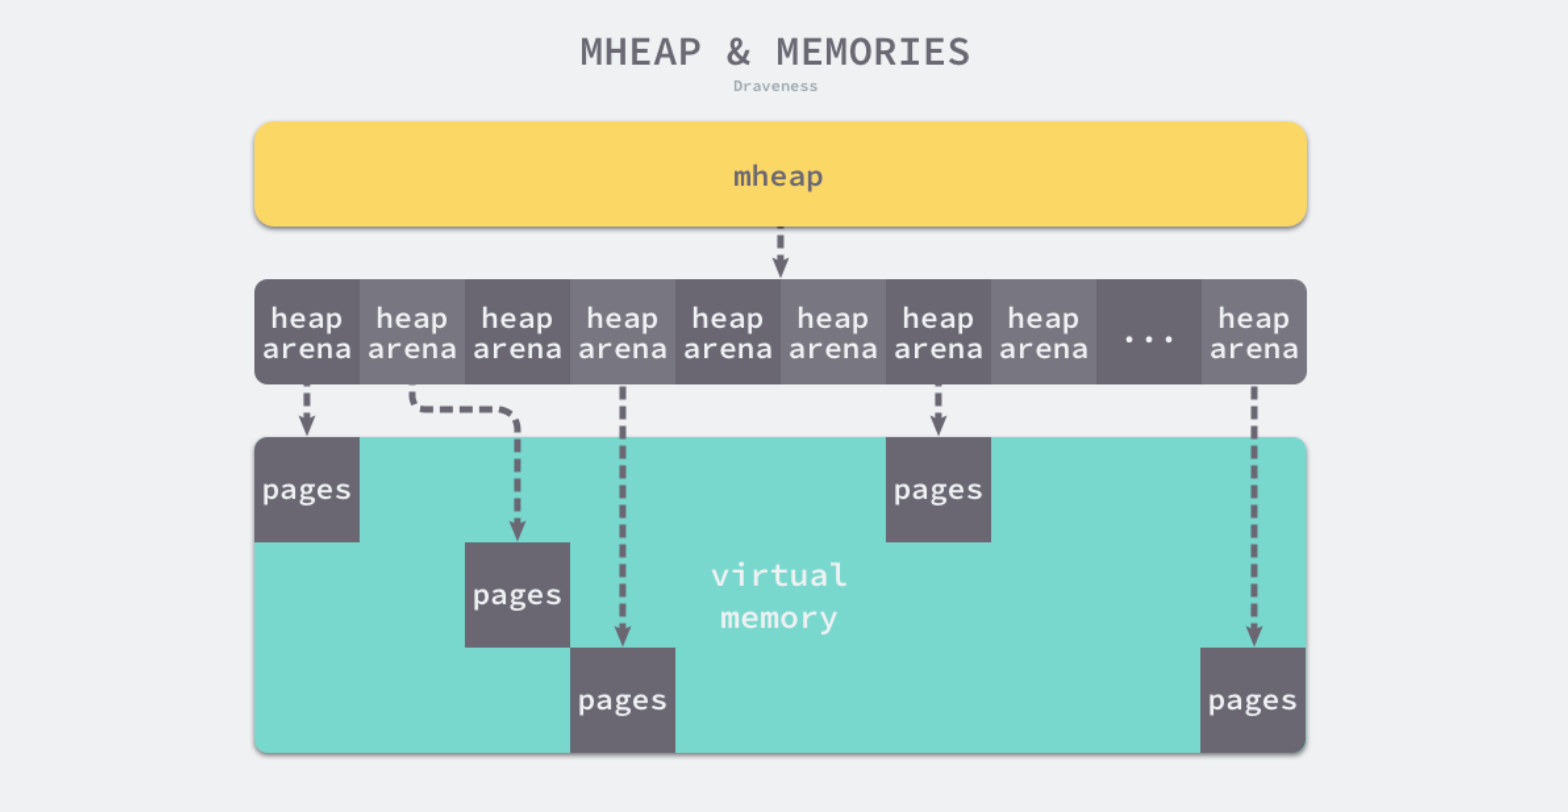 MHEAP & MEMORIES
Draveness
mheap
heap arena
heap arena
heap arena
heap arena
heap arena
heap arena
heap arena
heap arena
...
heap arena
pages
pages
pages
virtual
memory
pages
pages